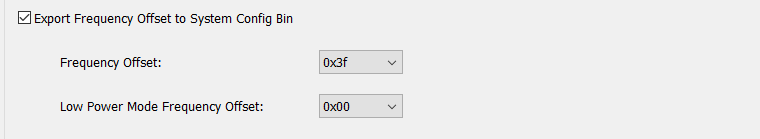 Export Frequency Offset to System Config Bin
Frequency Offset: 0x3f
Low Power Mode Frequency Offset: 0x00